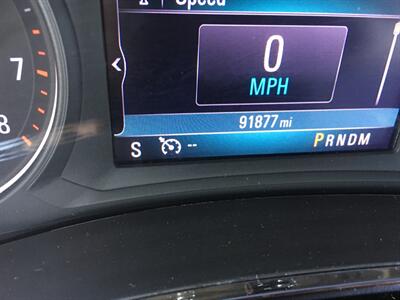 Speed
7
0
MPH
8
91877 mi
S -- PRNDM